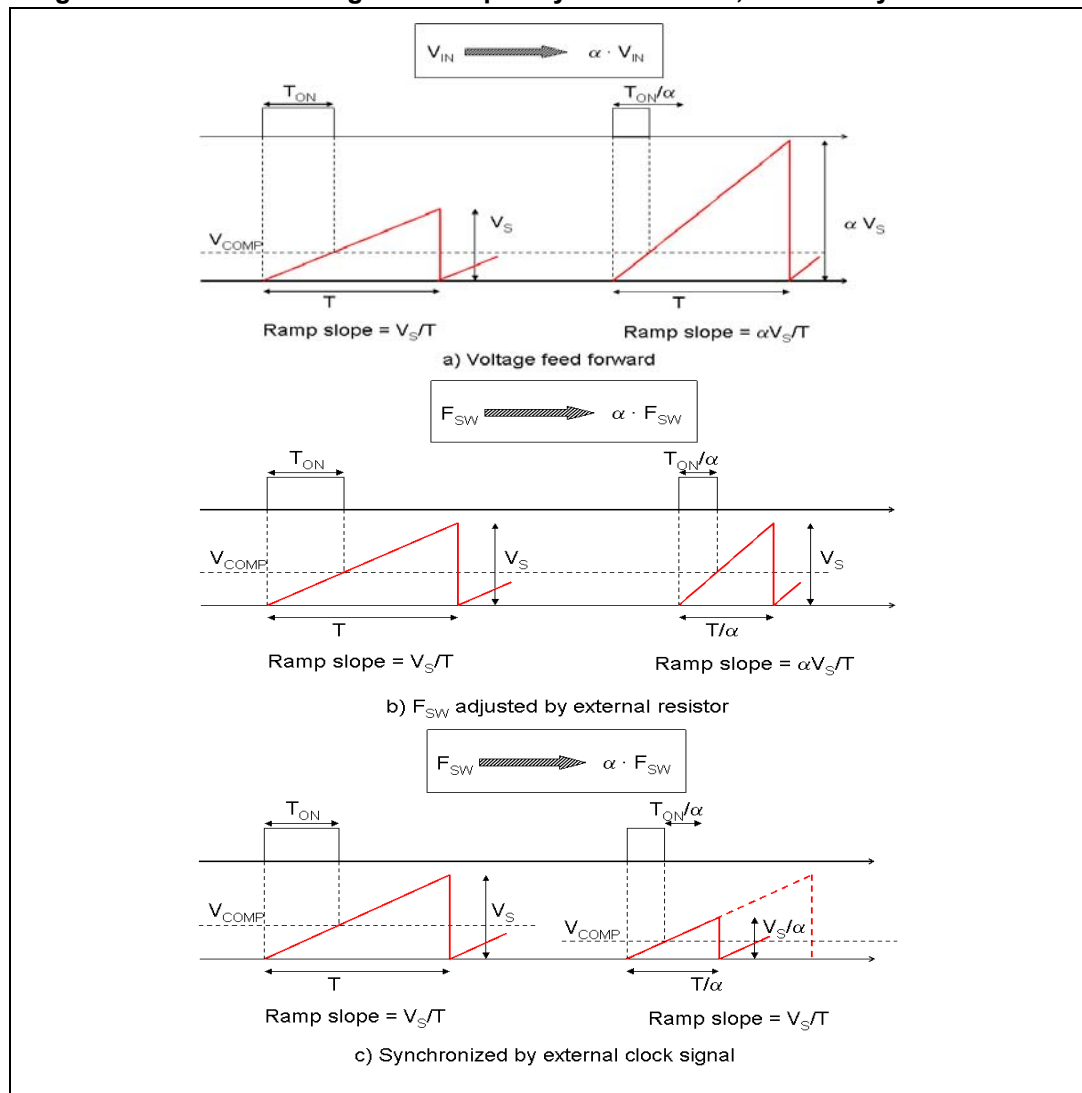 V_IN α · V_IN
T_ON T_ON/α
V_COMP V_S α V_S
T T
Ramp slope = V_S/T Ramp slope = αV_S/T
a) Voltage feed forward
F_SW α · F_SW
T_ON T_ON/α
V_COMP V_S V_S
T T/α
Ramp slope = V_S/T Ramp slope = αV_S/T
b) F_SW adjusted by external resistor
F_SW α · F_SW
T_ON T_ON/α
V_COMP V_S V_COMP V_S/α
T T/α
Ramp slope = V_S/T Ramp slope = V_S/T
c) Synchronized by external clock signal